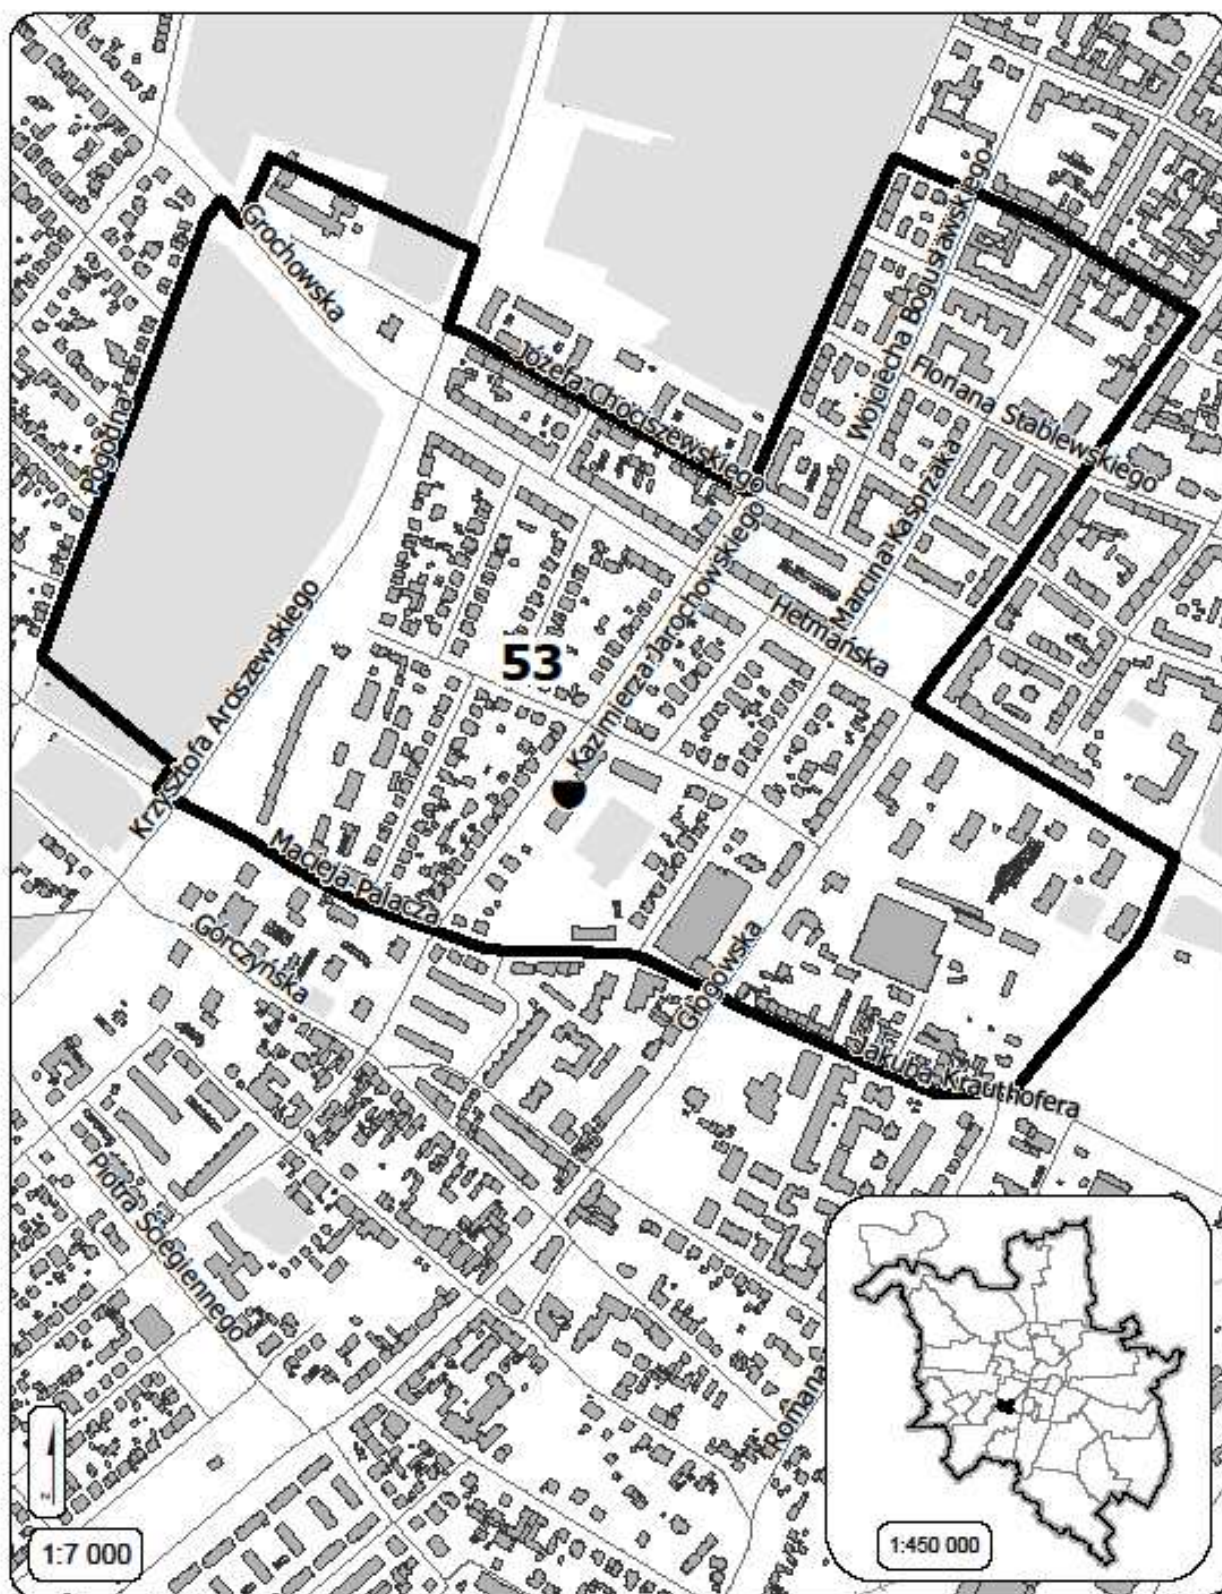 Grochowska
Wojciecha Bogusławskiego
Józefa Chociszewskiego
Floriana Stablewskiego
Pogodna
Marcina Kasprzaka
Kazimierza Jarochowskiego
Hetmańska
53
Krzysztofa Arciszewskiego
Macieja Palacza
Głogowska
Górczyńska
Jakuba Krauthofera
Piotra Ściegiennego
Romana
1:7 000
1:450 000